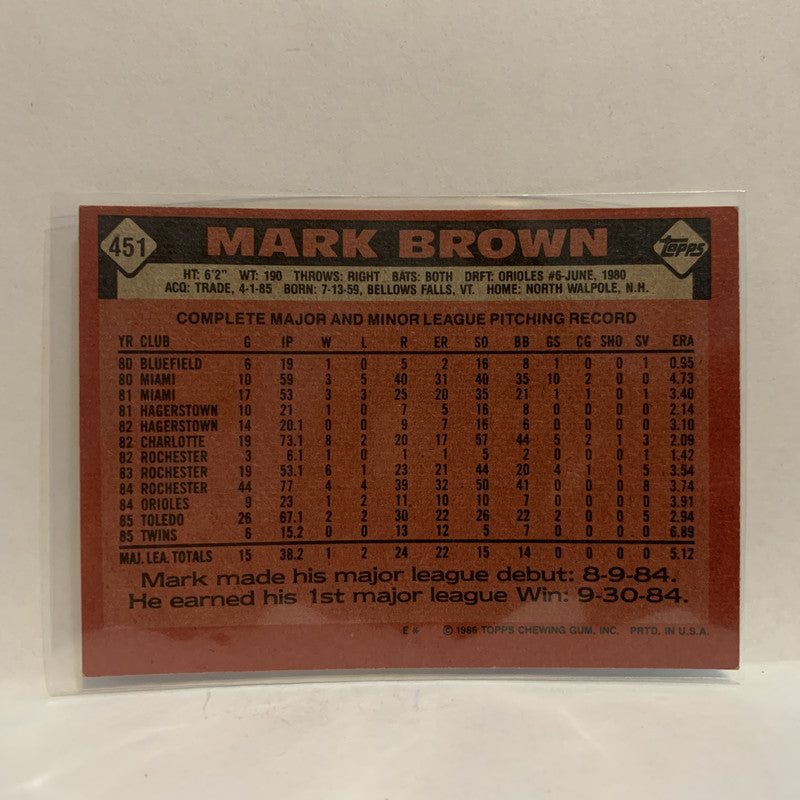 451 MARK BROWN TOPPS
HT: 6'2" WT: 190 THROWS: RIGHT BATS: BOTH DRFT: ORIOLES #6-JUNE, 1980
ACQ: TRADE, 4-1-85 BORN: 7-13-59, BELLOWS FALLS, VT. HOME: NORTH WALPOLE, N.H.
COMPLETE MAJOR AND MINOR LEAGUE PITCHING RECORD
YR CLUB G IP W L R ER SO BB GS CG SHO SV ERA
80 BLUEFIELD 6 19 1 0 5 2 16 8 1 0 0 1 0.95
80 MIAMI 10 59 3 5 40 31 40 35 10 2 0 0 4.73
81 MIAMI 17 53 3 3 25 20 35 21 1 1 0 1 3.40
81 HAGERSTOWN 10 21 1 0 7 5 16 8 0 0 0 0 2.14
82 HAGERSTOWN 14 20.1 0 0 9 7 16 6 0 0 0 0 3.10
82 CHARLOTTE 19 73.1 8 2 20 17 57 44 5 2 1 3 2.09
82 ROCHESTER 3 6.1 1 0 1 1 5 2 0 0 0 1 1.42
83 ROCHESTER 19 53.1 6 1 23 21 44 20 4 1 1 5 3.54
84 ROCHESTER 44 77 4 4 39 32 50 41 0 0 0 8 3.74
84 ORIOLES 9 23 1 2 11 10 10 7 0 0 0 0 3.91
85 TOLEDO 26 67.1 2 2 30 22 26 22 2 0 0 5 2.94
85 TWINS 6 15.2 0 0 13 12 5 7 0 0 0 0 6.89
MAJ. LEA. TOTALS 15 38.2 1 2 24 22 15 14 0 0 0 0 5.12
Mark made his major league debut: 8-9-84.
He earned his 1st major league Win: 9-30-84.
E * © 1986 TOPPS CHEWING GUM, INC. PRTD. IN U.S.A.